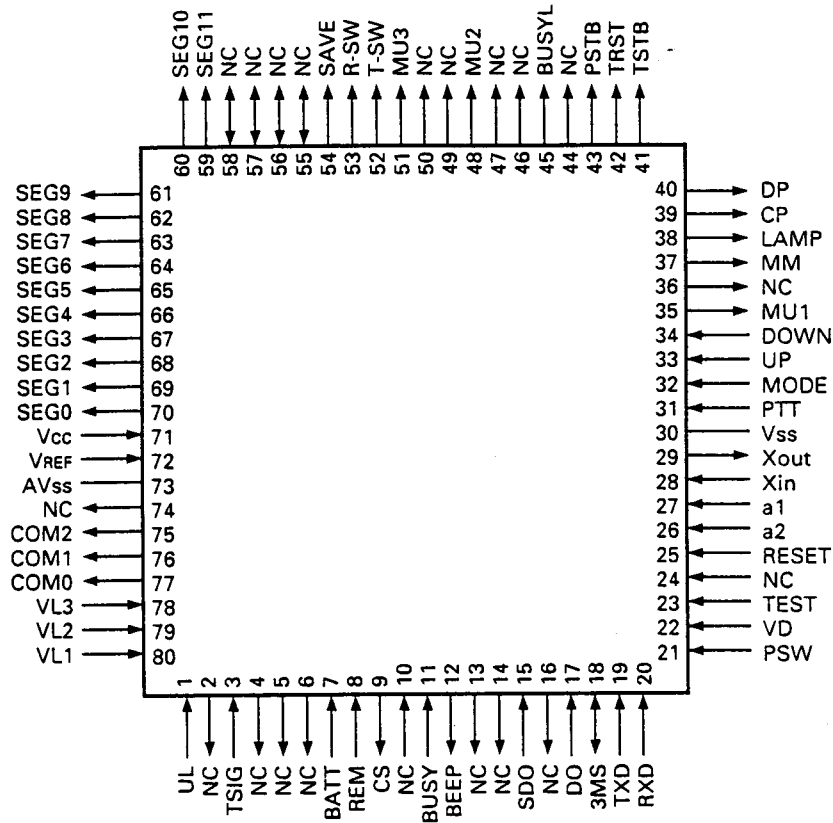 SEG10 SEG11 NC NC NC NC SAVE R-SW T-SW MU3 NC NC MU2 NC NC BUSYL NC PSTB TRST TSTB
60 59 58 57 56 55 54 53 52 51 50 49 48 47 46 45 44 43 42 41
SEG9 61
SEG8 62
SEG7 63
SEG6 64
SEG5 65
SEG4 66
SEG3 67
SEG2 68
SEG1 69
SEG0 70
Vcc 71
VREF 72
AVss 73
NC 74
COM2 75
COM1 76
COM0 77
VL3 78
VL2 79
VL1 80
40 DP
39 CP
38 LAMP
37 MM
36 NC
35 MU1
34 DOWN
33 UP
32 MODE
31 PTT
30 Vss
29 Xout
28 Xin
27 a1
26 a2
25 RESET
24 NC
23 TEST
22 VD
21 PSW
1 2 3 4 5 6 7 8 9 10 11 12 13 14 15 16 17 18 19 20
UL NC TSIG NC NC NC BATT REM CS NC BUSY BEEP NC NC SDO NC DO 3MS TXD RXD